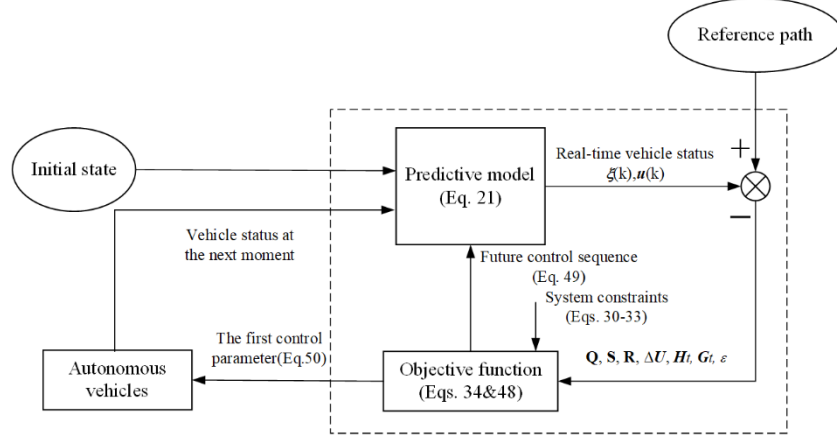 Reference path
Initial state
Predictive model
(Eq. 21)
Real-time vehicle status
ξ(k),u(k)
+
−
Vehicle status at
the next moment
Future control sequence
(Eq. 49)
System constraints
(Eqs. 30-33)
The first control
parameter(Eq.50)
Autonomous
vehicles
Objective function
(Eqs. 34&48)
Q, S, R, ΔU, Ht, Gt, ε